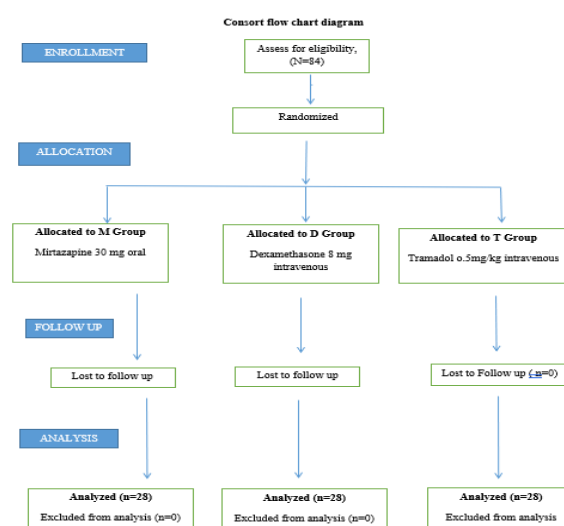 Consort flow chart diagram
ENROLLMENT
Assess for eligibility,
(N=84)
Randomized
ALLOCATION
Allocated to M Group
Mirtazapine 30 mg oral
Allocated to D Group
Dexamethasone 8 mg
intravenous
Allocated to T Group
Tramadol o.5mg/kg intravenous
FOLLOW UP
Lost to follow up
Lost to follow up
Lost to Follow up ( n=0)
ANALYSIS
Analyzed (n=28)
Excluded from analysis (n=0)
Analyzed (n=28)
Excluded from analysis (n=0)
Analyzed (n=28)
Excluded from analysis